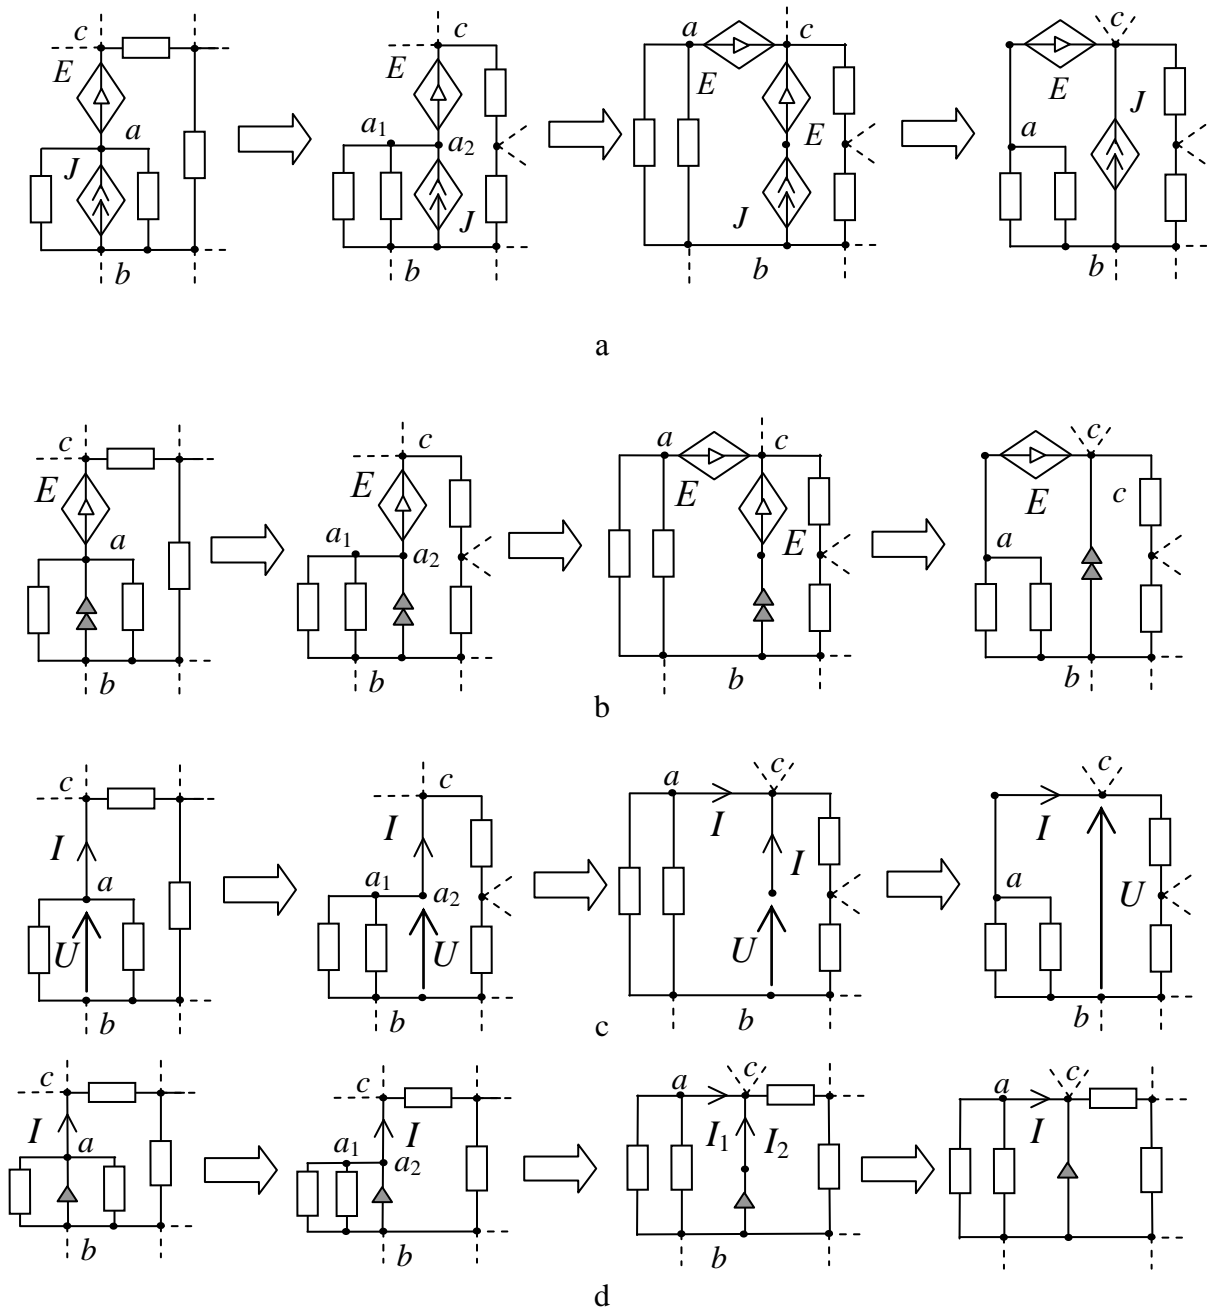 c c a c c
E E E E
a a₁ a₂ E J a
J J J
b b b b
a
c c a c c
E E E E c
a a₁ a₂ E a
b b b b
b
c c a c c
I I I I
a a₁ a₂ I a
U U U U
b b b b
c
c c a c a c
I I I₁ I₂ I
a a₁ a₂
b b b
d